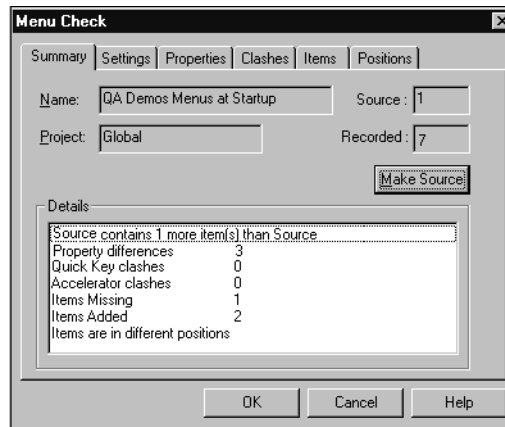 Menu Check
Summary Settings Properties Clashes Items Positions
Name: QA Demos Menus at Startup Source : 1
Project: Global Recorded : 7
Make Source
Details
Source contains 1 more item(s) than Source
Property differences 3
Quick Key clashes 0
Accelerator clashes 0
Items Missing 1
Items Added 2
Items are in different positions
OK Cancel Help